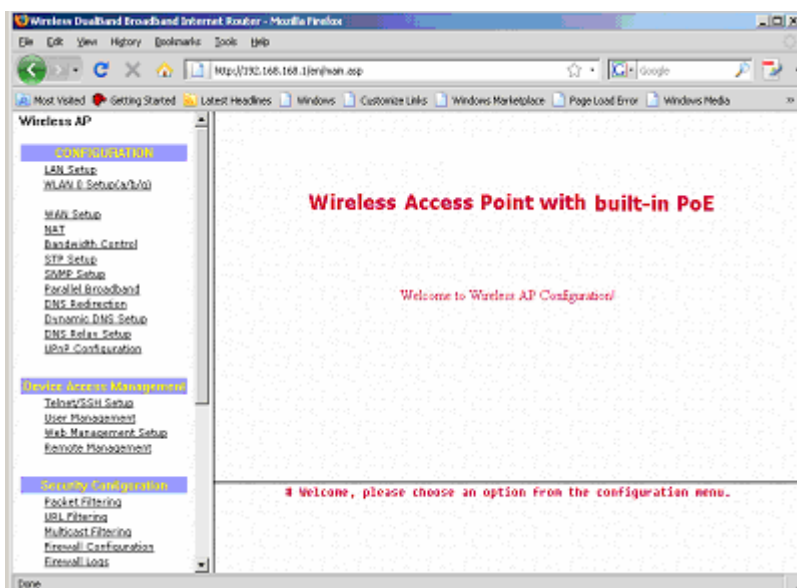 Wireless DualBand Broadband Internet Router - Mozilla Firefox
File Edit View History Bookmarks Tools Help
http://192.168.168.1/en/main.asp
Google
Most Visited Getting Started Latest Headlines Windows Customize Links Windows Marketplace Page Load Error Windows Media
Wireless AP
CONFIGURATION
LAN Setup
WLAN 0 Setup(a/b/g)
WAN Setup
NAT
Bandwidth Control
STP Setup
SNMP Setup
Parallel Broadband
DNS Redirection
Dynamic DNS Setup
DNS Relay Setup
UPnP Configuration
Device Access Management
Telnet/SSH Setup
User Management
Web Management Setup
Remote Management
Security Configuration
Packet Filtering
URL Filtering
Multicast Filtering
Firewall Configuration
Firewall Logs
Wireless Access Point with built-in PoE
Welcome to Wireless AP Configuration!
# Welcome, please choose an option from the configuration menu.
Done